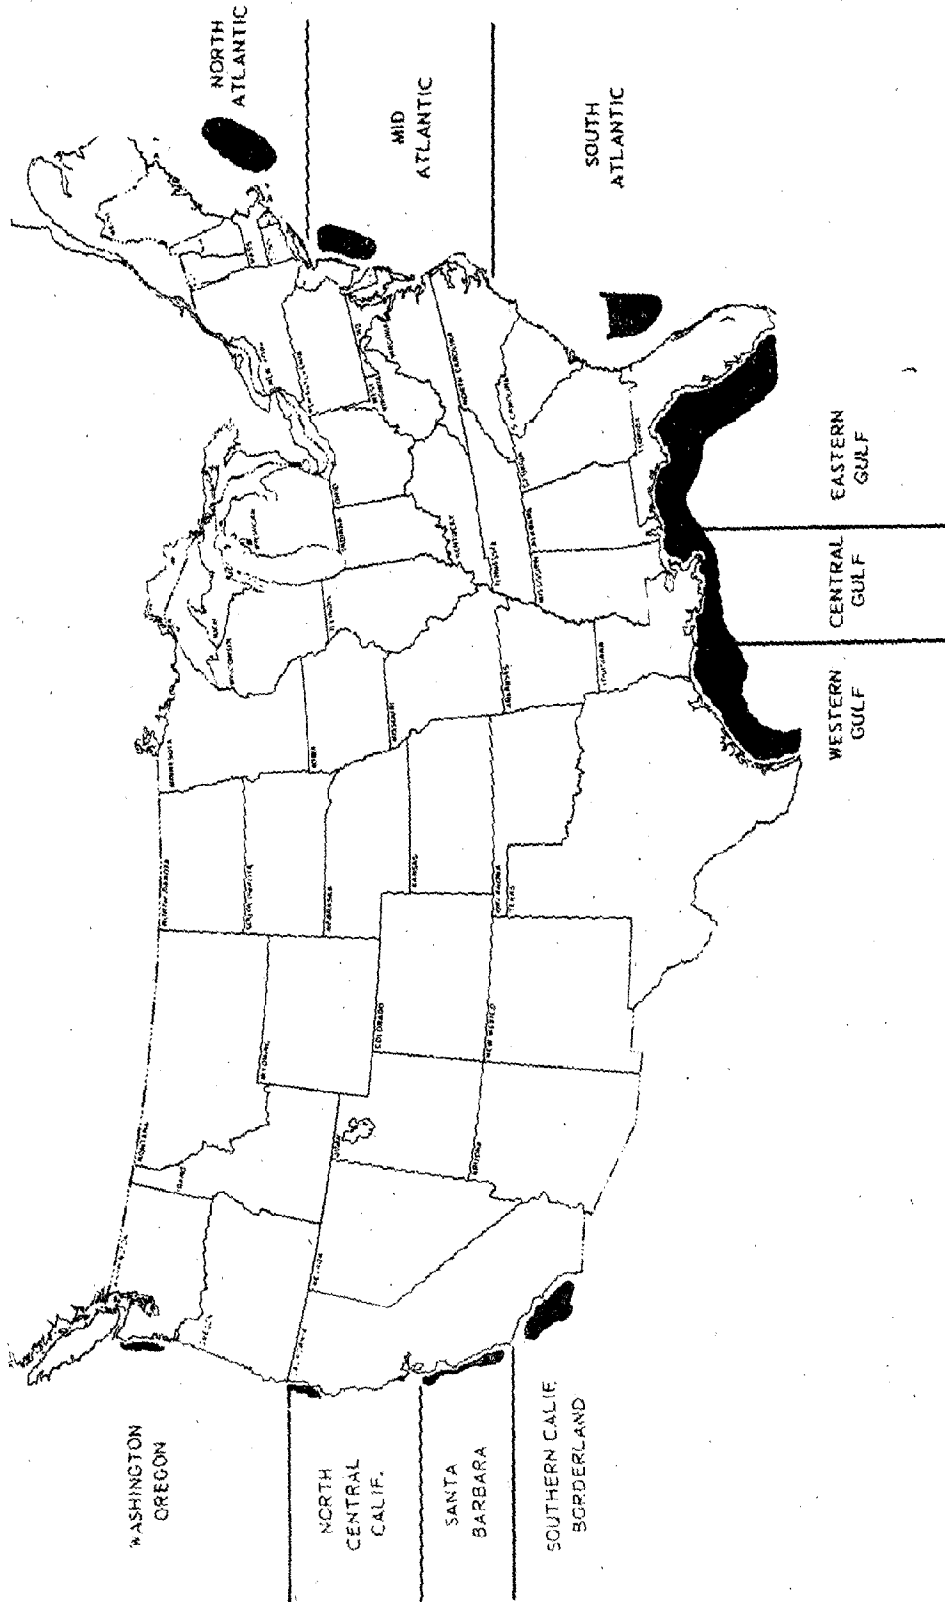 WASHINGTON
OREGON
NORTH
CENTRAL
CALIF.
SANTA
BARBARA
SOUTHERN CALIF.
BORDERLAND
NORTH
ATLANTIC
MID
ATLANTIC
SOUTH
ATLANTIC
WESTERN
GULF
CENTRAL
GULF
EASTERN
GULF
MONTANA
IDAHO
WYOMING
NEVADA
UTAH
COLORADO
ARIZONA
NEW MEXICO
NORTH DAKOTA
SOUTH DAKOTA
NEBRASKA
KANSAS
OKLAHOMA
TEXAS
MINNESOTA
IOWA
MISSOURI
ARKANSAS
LOUISIANA
WISCONSIN
ILLINOIS
MICHIGAN
INDIANA
OHIO
KENTUCKY
TENNESSEE
MISSISSIPPI
ALABAMA
GEORGIA
FLORIDA
S CAROLINA
NORTH CAROLINA
WEST
VIRGINIA
VIRGINIA
NEW YORK
MASS